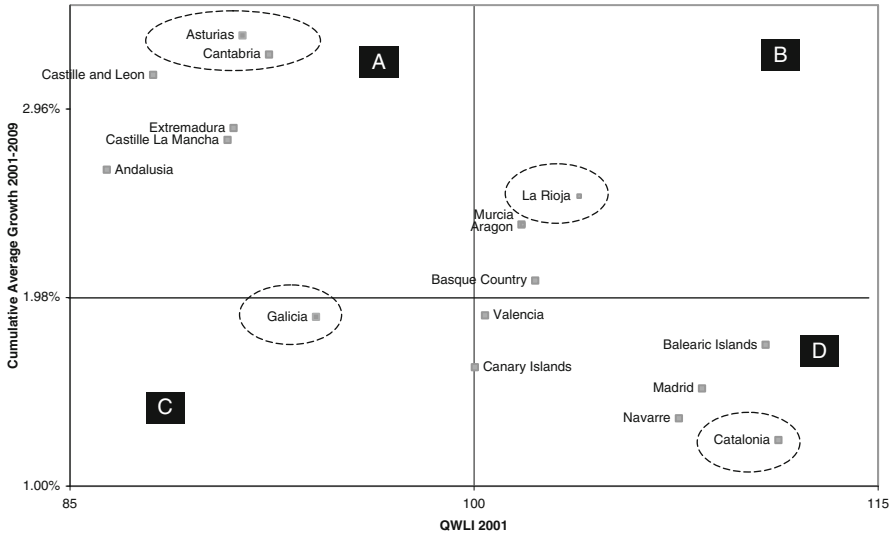 Asturias
Cantabria
A
B
Castille and Leon
2.96%
Extremadura
Castille La Mancha
Andalusia
La Rioja
Murcia
Aragon
Basque Country
1.98%
Galicia
Valencia
Balearic Islands
D
Canary Islands
Madrid
C
Navarre
Catalonia
1.00%
85
100
115
QWLI 2001
Cumulative Average Growth 2001-2009